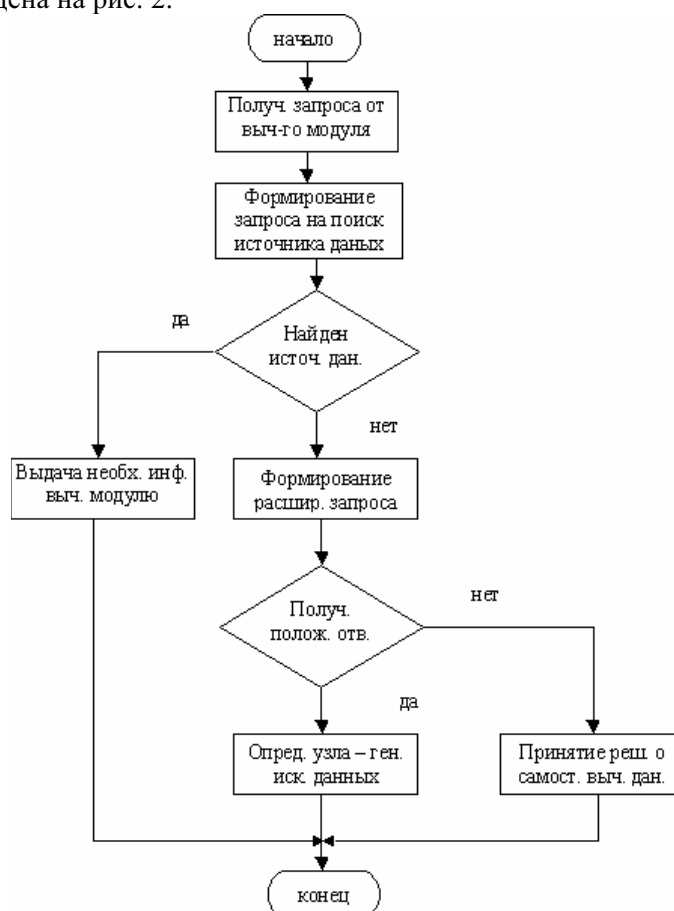 цена на рис. 2.
начало
Получ. запроса от
выч-го модуля
Формирование
запроса на поиск
источника даных
да
Найден
источ. дан.
нет
Выдача необх. инф.
выч. модулю
Формирование
расшир. запроса
Получ.
полож. отв.
нет
да
Опред. узла – ген.
иск. данных
Принятие реш. о
самост. выч. дан.
конец